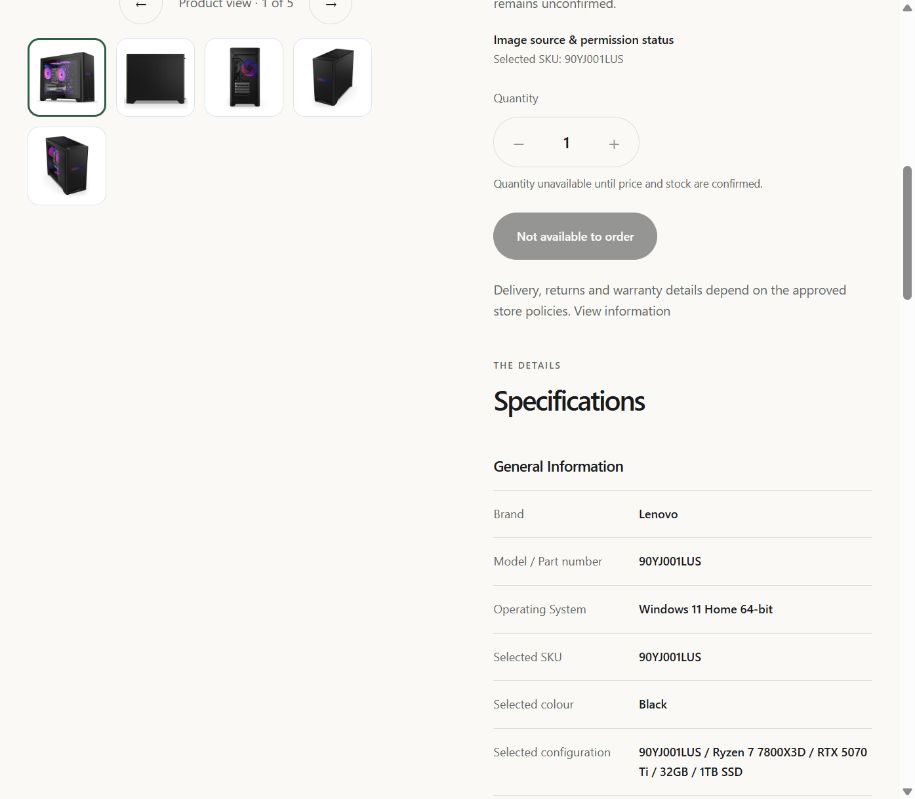 Product view · 1 of 5
remains unconfirmed.
Image source & permission status
Selected SKU: 90YJ001LUS
Quantity
1
Quantity unavailable until price and stock are confirmed.
Not available to order
Delivery, returns and warranty details depend on the approved
store policies. View information
THE DETAILS
Specifications
General Information
Brand Lenovo
Model / Part number 90YJ001LUS
Operating System Windows 11 Home 64-bit
Selected SKU 90YJ001LUS
Selected colour Black
Selected configuration 90YJ001LUS / Ryzen 7 7800X3D / RTX 5070
Ti / 32GB / 1TB SSD